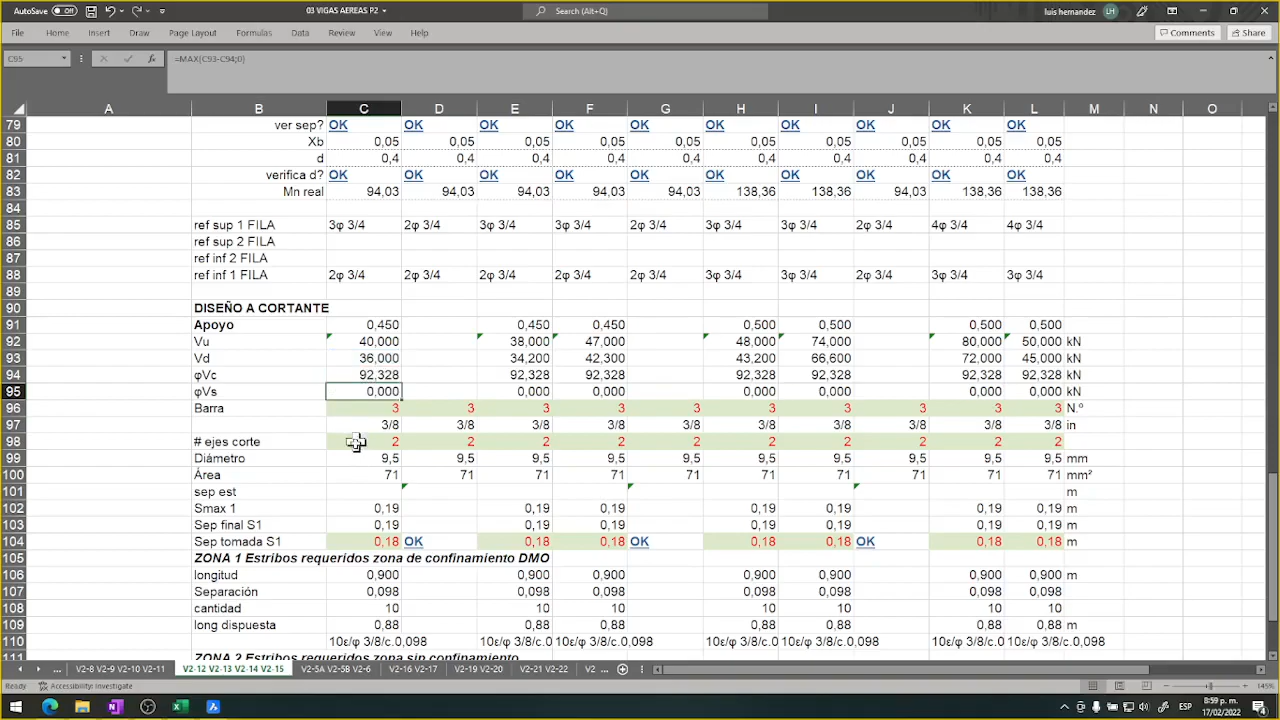 AutoSave Off 03 VIGAS AEREAS P2 Search (Alt+Q) luis hernandez LH
File Home Insert Draw Page Layout Formulas Data Review View Help Comments Share
C95 fx =MAX(C93-C94;0)
A B C D E F G H I J K L M N O
79 ver sep? OK OK OK OK OK OK OK OK OK OK
80 Xb 0,05 0,05 0,05 0,05 0,05 0,05 0,05 0,05 0,05 0,05
81 d 0,4 0,4 0,4 0,4 0,4 0,4 0,4 0,4 0,4 0,4
82 verifica d? OK OK OK OK OK OK OK OK OK OK
83 Mn real 94,03 94,03 94,03 94,03 94,03 138,36 138,36 94,03 138,36 138,36
84
85 ref sup 1 FILA 3φ 3/4 2φ 3/4 3φ 3/4 3φ 3/4 2φ 3/4 3φ 3/4 3φ 3/4 2φ 3/4 4φ 3/4 4φ 3/4
86 ref sup 2 FILA
87 ref inf 2 FILA
88 ref inf 1 FILA 2φ 3/4 2φ 3/4 2φ 3/4 2φ 3/4 2φ 3/4 3φ 3/4 3φ 3/4 2φ 3/4 3φ 3/4 3φ 3/4
89
90 DISEÑO A CORTANTE
91 Apoyo 0,450 0,450 0,450 0,500 0,500 0,500 0,500
92 Vu 40,000 38,000 47,000 48,000 74,000 80,000 50,000 kN
93 Vd 36,000 34,200 42,300 43,200 66,600 72,000 45,000 kN
94 φVc 92,328 92,328 92,328 92,328 92,328 92,328 92,328 kN
95 φVs 0,000 0,000 0,000 0,000 0,000 0,000 0,000 kN
96 Barra 3 3 3 3 3 3 3 3 3 3 N.º
97 3/8 3/8 3/8 3/8 3/8 3/8 3/8 3/8 3/8 3/8 in
98 # ejes corte 2 2 2 2 2 2 2 2 2 2
99 Diámetro 9,5 9,5 9,5 9,5 9,5 9,5 9,5 9,5 9,5 9,5 mm
100 Área 71 71 71 71 71 71 71 71 71 71 mm²
101 sep est m
102 Smax 1 0,19 0,19 0,19 0,19 0,19 0,19 0,19 m
103 Sep final S1 0,19 0,19 0,19 0,19 0,19 0,19 0,19 m
104 Sep tomada S1 0,18 OK 0,18 0,18 OK 0,18 0,18 OK 0,18 0,18 m
105 ZONA 1 Estribos requeridos zona de confinamiento DMO
106 longitud 0,900 0,900 0,900 0,900 0,900 0,900 0,900 m
107 Separación 0,098 0,098 0,098 0,098 0,098 0,098 0,098
108 cantidad 10 10 10 10 10 10 10
109 long dispuesta 0,88 0,88 0,88 0,88 0,88 0,88 0,88 m
110 10ε/φ 3/8/c.0,098 10ε/φ 3/8/c.0 10ε/φ 3/8/c.0,098 10ε/φ 3/8/c.0 10ε/φ 3/8/c.0,098 10ε/φ 3/8/c.0 10ε/φ 3/8/c.0,098
111 ZONA 2 Estribos requeridos zona sin confinamiento
... V2-8 V2-9 V2-10 V2-11 V2-12 V2-13 V2-14 V2-15 V2-5A V2-5B V2-6 V2-16 V2-17 V2-19 V2-20 V2-21 V2-22 V2 ...
Ready Accessibility: Investigate 145%
ESP 8:59 p. m.
17/02/2022 4